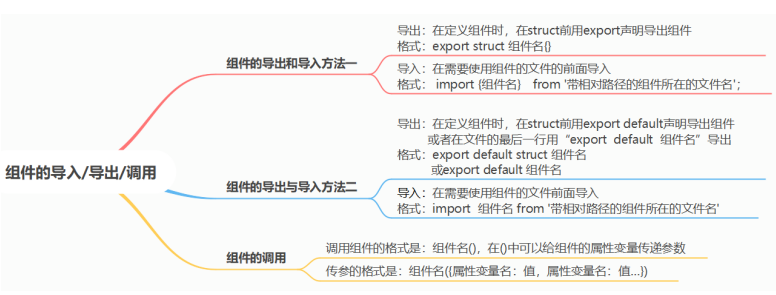 组件的导入/导出/调用
组件的导出和导入方法一
导出：在定义组件时，在struct前用export声明导出组件
格式：export struct 组件名{}
导入：在需要使用组件的文件的前面导入
格式： import (组件名) from '带相对路径的组件所在的文件名'；
组件的导出与导入方法二
导出：在定义组件时，在struct前用export default声明导出组件
或者在文件的最后一行用“export default 组件名”导出
格式：export default struct 组件名
或export default 组件名
导入：在需要使用组件的文件前面导入
格式：import 组件名 from '带相对路径的组件所在的文件名'
组件的调用
调用组件的格式是：组件名()，在()中可以给组件的属性变量传递参数
传参的格式是：组件名({属性变量名：值，属性变量名：值...})